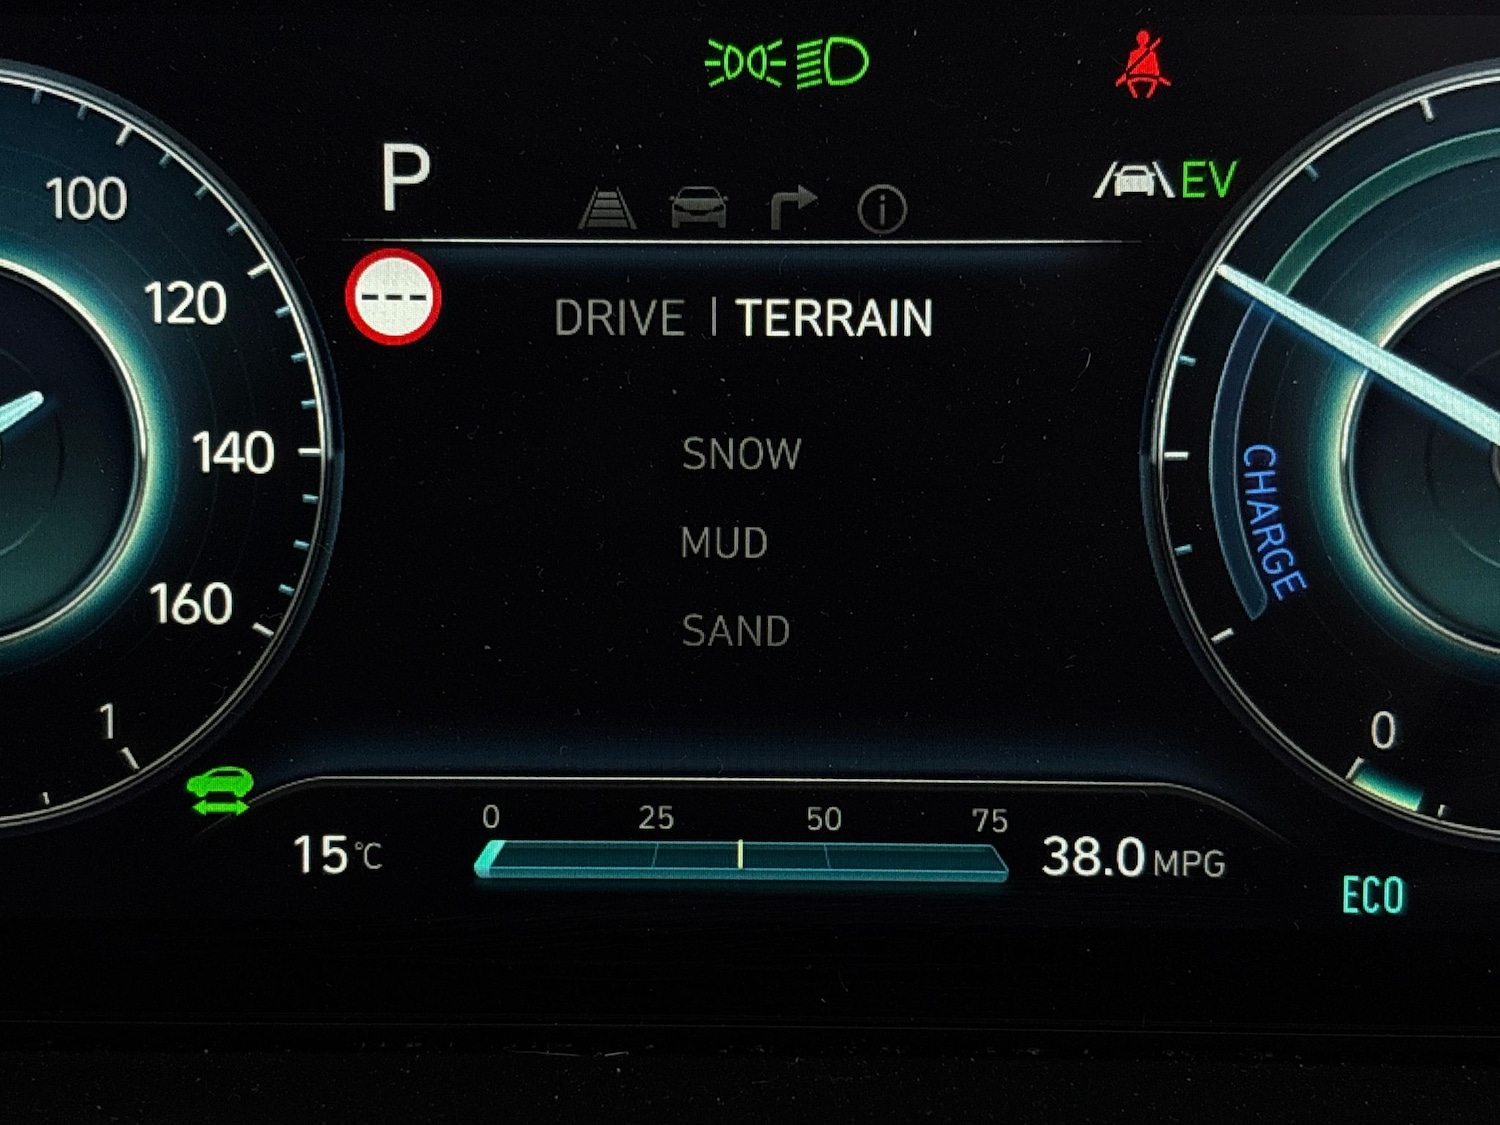 P
EV
100
120
140
160
1
DRIVE | TERRAIN
SNOW
MUD
SAND
CHARGE
0
0 25 50 75
15°C
38.0 MPG
ECO